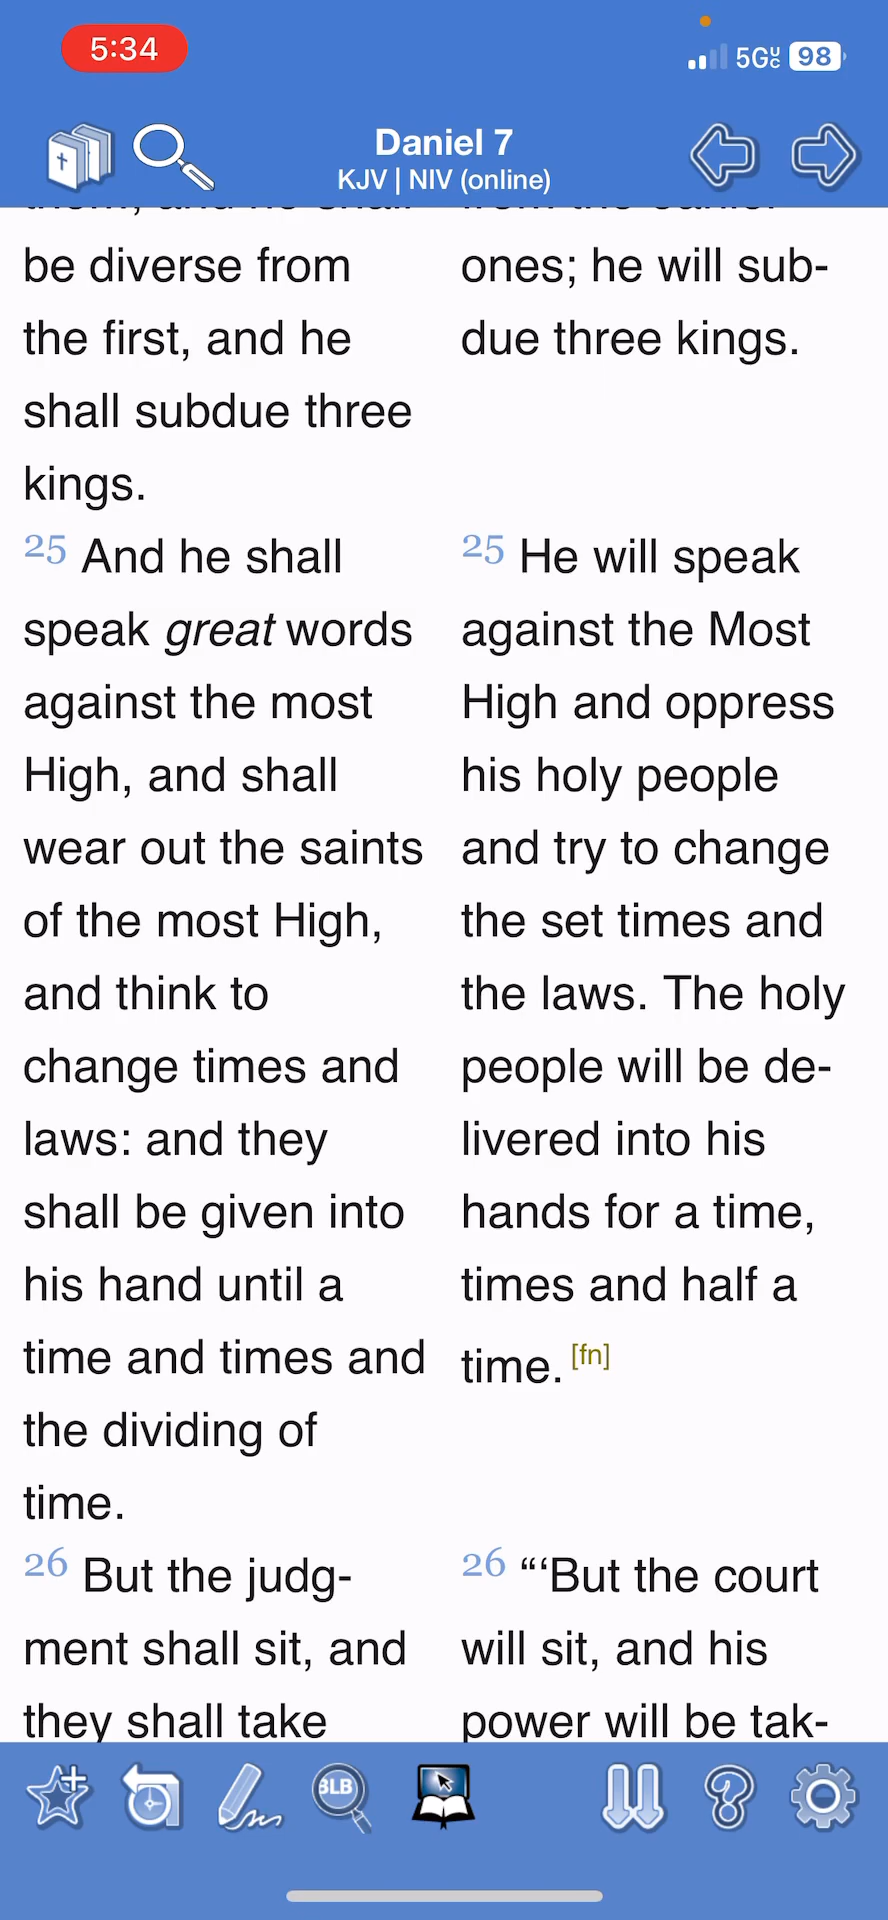 5:34
5G UC 98
Daniel 7
KJV | NIV (online)
be diverse from
the first, and he
shall subdue three
kings.
25 And he shall
speak great words
against the most
High, and shall
wear out the saints
of the most High,
and think to
change times and
laws: and they
shall be given into
his hand until a
time and times and
the dividing of
time.
26 But the judg-
ment shall sit, and
they shall take
ones; he will sub-
due three kings.
25 He will speak
against the Most
High and oppress
his holy people
and try to change
the set times and
the laws. The holy
people will be de-
livered into his
hands for a time,
times and half a
time. [fn]
26 “‘But the court
will sit, and his
power will be tak-
BLB